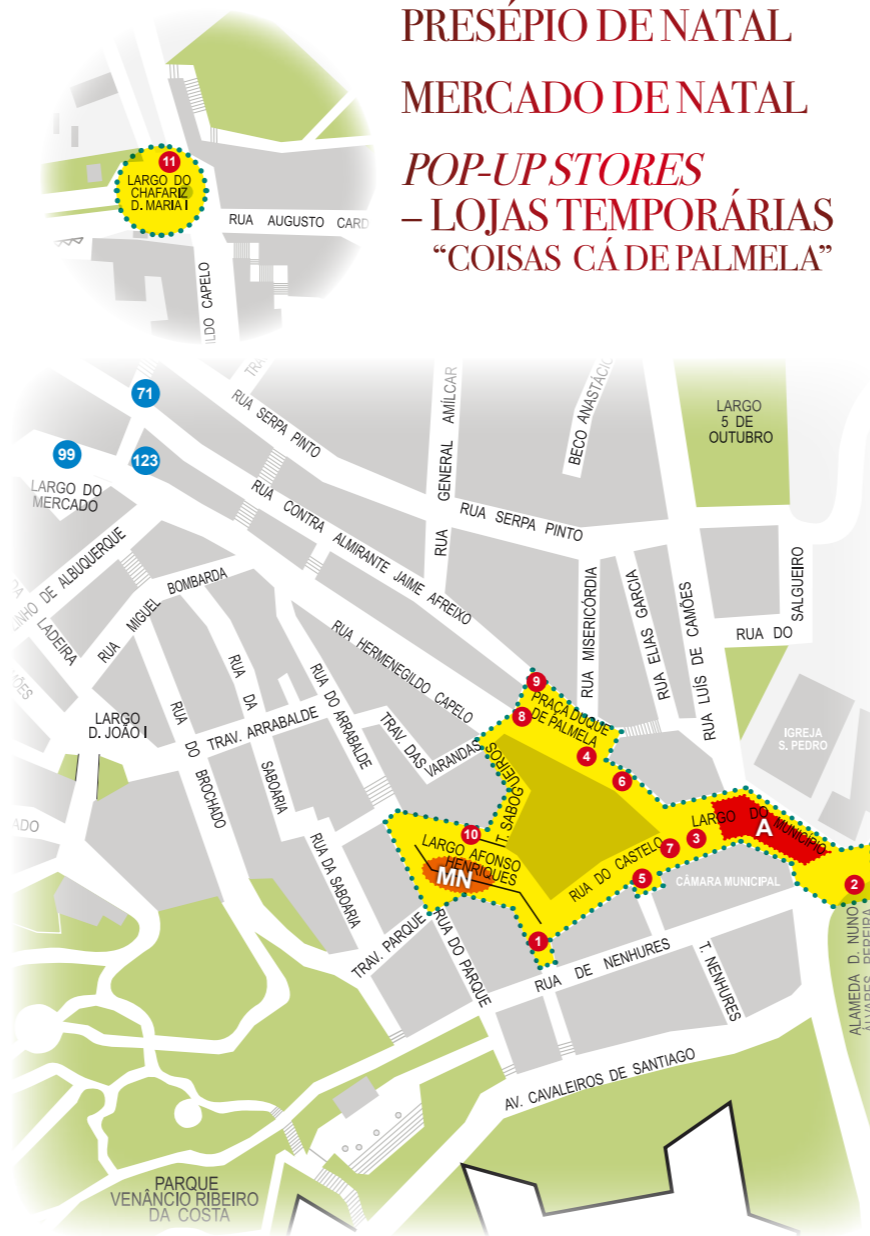 PRESÉPIO DE NATAL
MERCADO DE NATAL
POP-UP STORES
– LOJAS TEMPORÁRIAS
“COISAS CÁ DE PALMELA”
11
LARGO DO
CHAFARIZ
D. MARIA I
RUA AUGUSTO CARD
ILDO CAPELO
71
99
123
LARGO DO
MERCADO
RUA SERPA PINTO
RUA GENERAL AMÍLCAR
BECO ANASTÁCIO
LARGO
5 DE
OUTUBRO
RUA CONTRA ALMIRANTE JAIME AFREIXO
RUA SERPA PINTO
INHO DE ALBUQUERQUE
LADEIRA
RUA MIGUEL BOMBARDA
RUA HERMENEGILDO CAPELO
RUA MISERICÓRDIA
RUA ELIAS GARCIA
RUA LUÍS DE CAMÕES
RUA DO SALGUEIRO
ÕES
LARGO
D. JOÃO I
RUA DO BROCHADO
RUA DA SABOARIA
TRAV. ARRABALDE
RUA DO ARRABALDE
TRAV. DAS VARANDAS
T. SABOGUEIROS
9
8
PRAÇA DUQUE
DE PALMELA
4
6
IGREJA
S. PEDRO
ADO
RUA DA SABOARIA
10
LARGO AFONSO
HENRIQUES
MN
RUA DO CASTELO
7
3
5
LARGO DO MUNICÍPIO
A
CÂMARA MUNICIPAL
2
1
TRAV. PARQUE
RUA DO PARQUE
RUA DE NENHURES
T. NENHURES
ALAMEDA D. NUNO
ÁLVARES PEREIRA
AV. CAVALEIROS DE SANTIAGO
PARQUE
VENÂNCIO RIBEIRO
DA COSTA